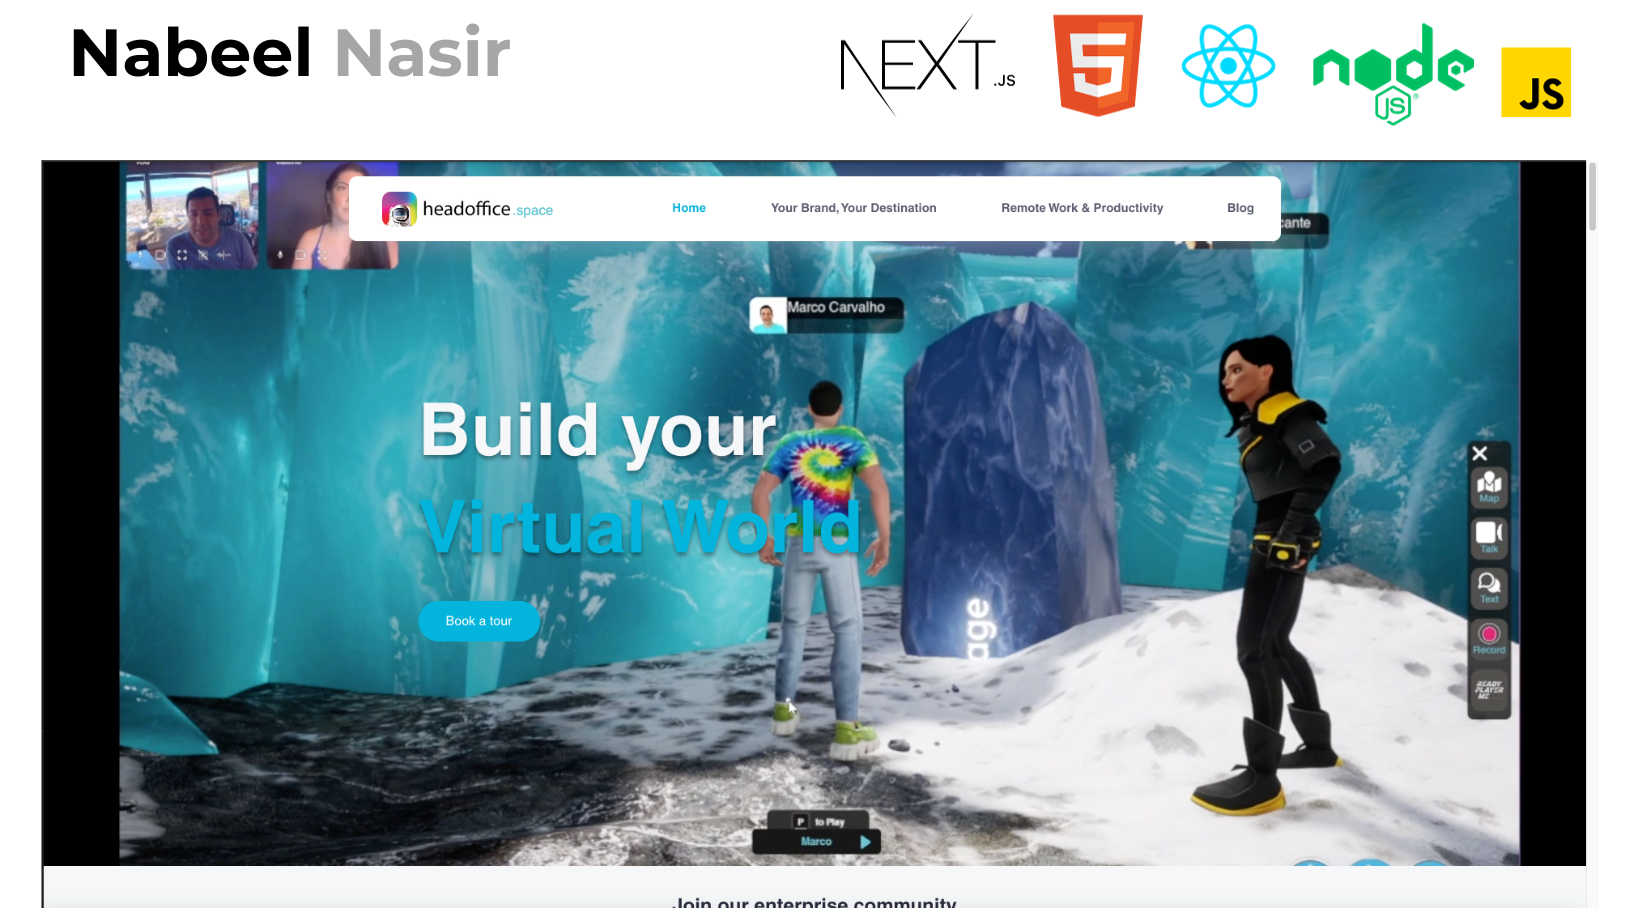 Nabeel Nasir
NEXT.JS
5
node
JS
JS
headoffice.space
Home
Your Brand, Your Destination
Remote Work & Productivity
Blog
Marco Carvalho
Build your
Virtual World
Book a tour
age
Map
Talk
Text
Record
READY
PLAYER
ME
P to Play
Marco
Join our enterprise community